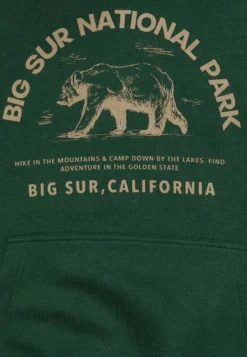 BIG SUR NATIONAL PARK
HIKE IN THE MOUNTAINS & CAMP DOWN BY THE LAKES. FIND
ADVENTURE IN THE GOLDEN STATE
BIG SUR,CALIFORNIA